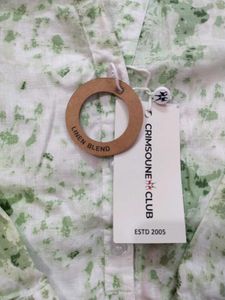 LINEN BLEND
CRIMSOUNE CLUB
ESTD 2005